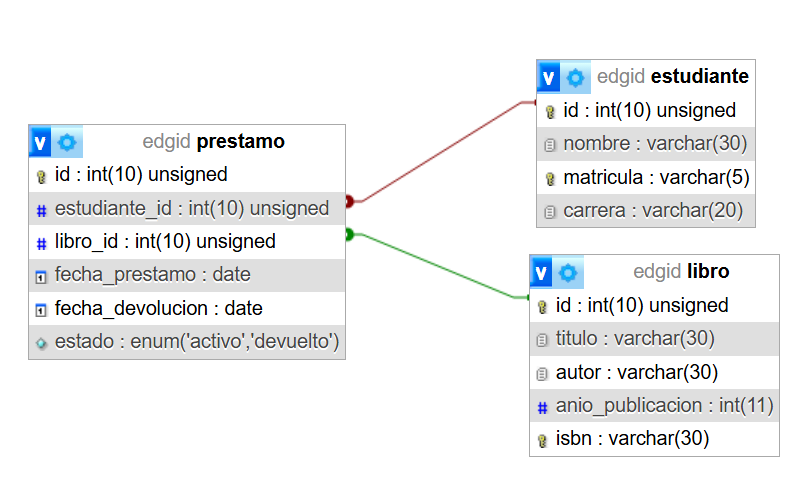 edgid prestamo
id : int(10) unsigned
estudiante_id : int(10) unsigned
libro_id : int(10) unsigned
fecha_prestamo : date
fecha_devolucion : date
estado : enum('activo','devuelto')
edgid estudiante
id : int(10) unsigned
nombre : varchar(30)
matricula : varchar(5)
carrera : varchar(20)
edgid libro
id : int(10) unsigned
titulo : varchar(30)
autor : varchar(30)
anio_publicacion : int(11)
isbn : varchar(30)